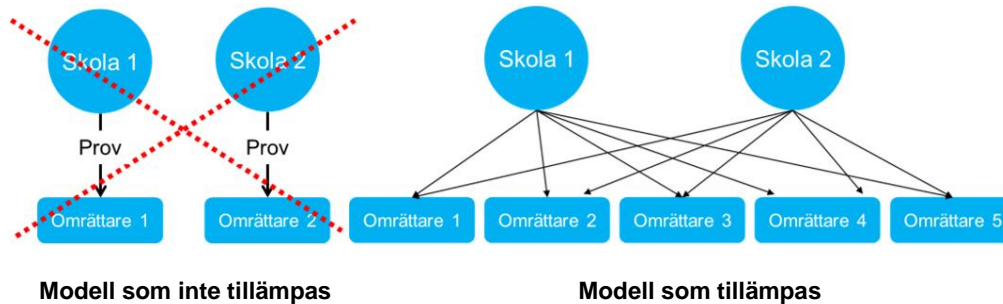 Skola 1
Skola 2
Prov
Prov
Omrättare 1
Omrättare 2
Modell som inte tillämpas
Skola 1
Skola 2
Omrättare 1
Omrättare 2
Omrättare 3
Omrättare 4
Omrättare 5
Modell som tillämpas